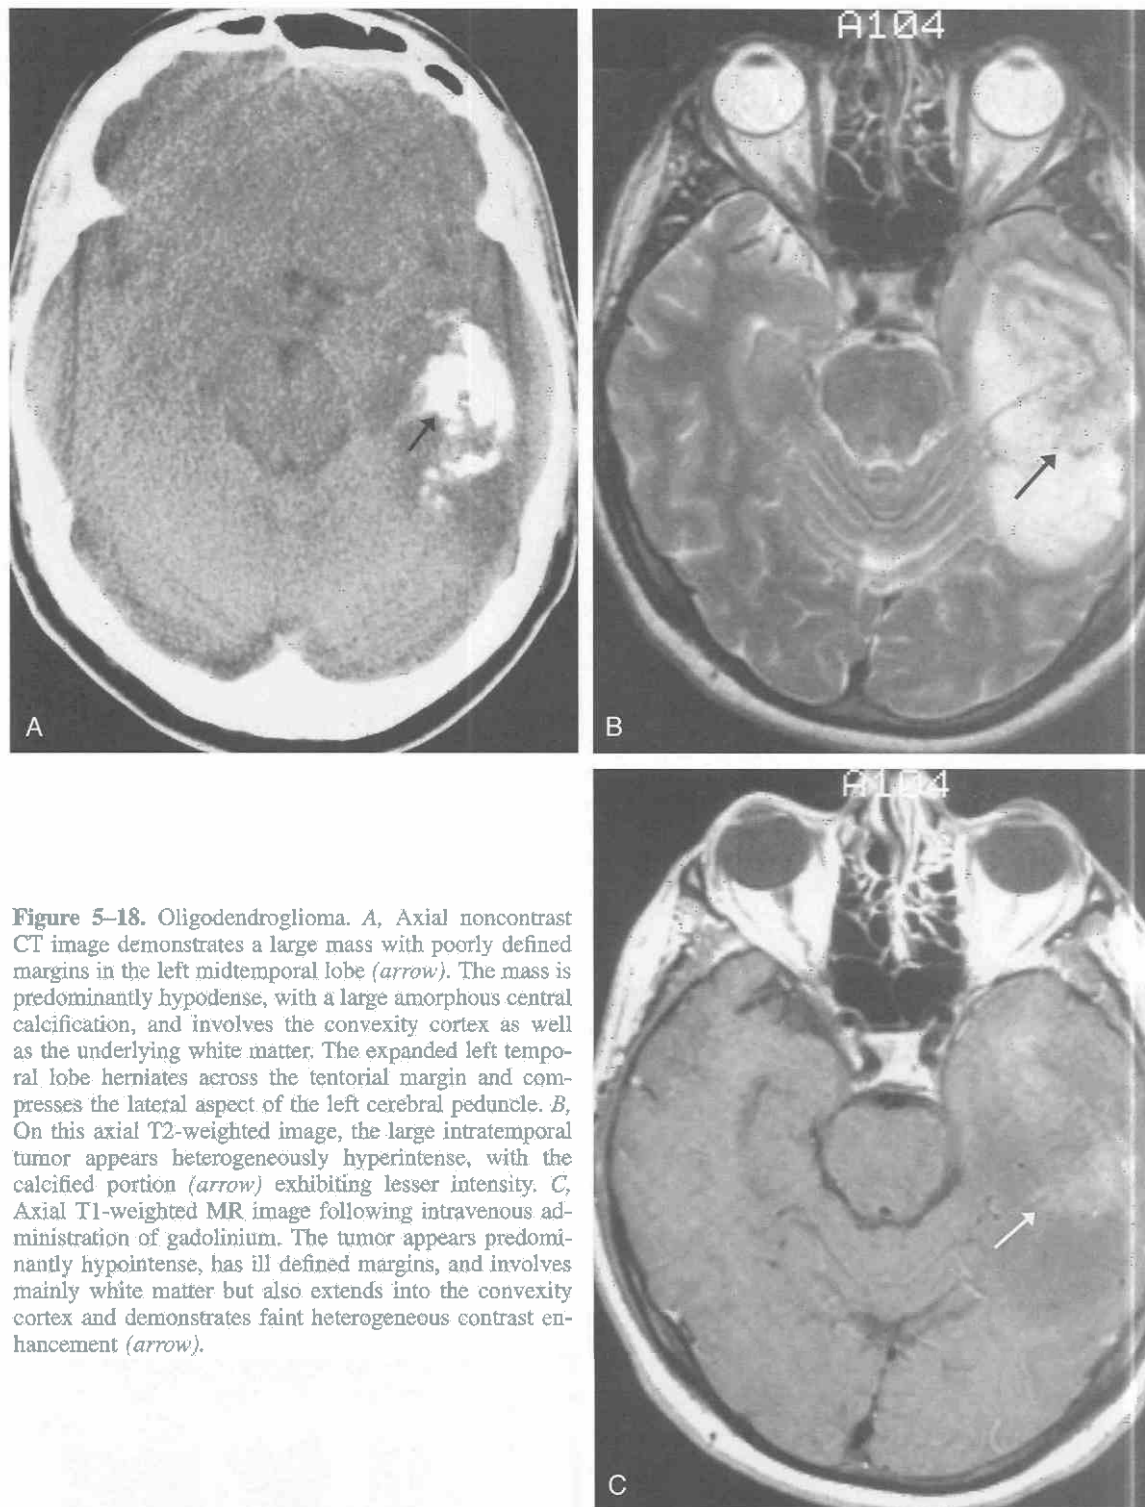 A104
A
B
A104
Figure 5–18. Oligodendroglioma. A, Axial noncontrast
CT image demonstrates a large mass with poorly defined
margins in the left midtemporal lobe (arrow). The mass is
predominantly hypodense, with a large amorphous central
calcification, and involves the convexity cortex as well
as the underlying white matter. The expanded left tempo-
ral lobe herniates across the tentorial margin and com-
presses the lateral aspect of the left cerebral peduncle. B,
On this axial T2-weighted image, the large intratemporal
tumor appears heterogeneously hyperintense, with the
calcified portion (arrow) exhibiting lesser intensity. C,
Axial T1-weighted MR image following intravenous ad-
ministration of gadolinium. The tumor appears predomi-
nantly hypointense, has ill defined margins, and involves
mainly white matter but also extends into the convexity
cortex and demonstrates faint heterogeneous contrast en-
hancement (arrow).
C